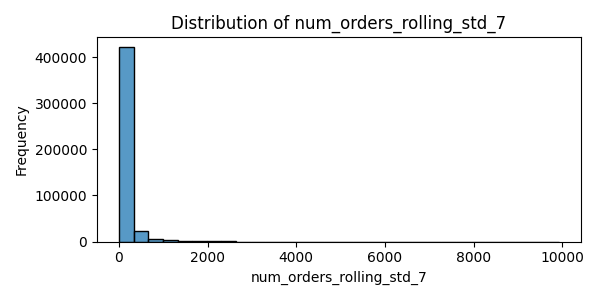 Distribution of num_orders_rolling_std_7
Frequency
400000
300000
200000
100000
0
0 2000 4000 6000 8000 10000
num_orders_rolling_std_7